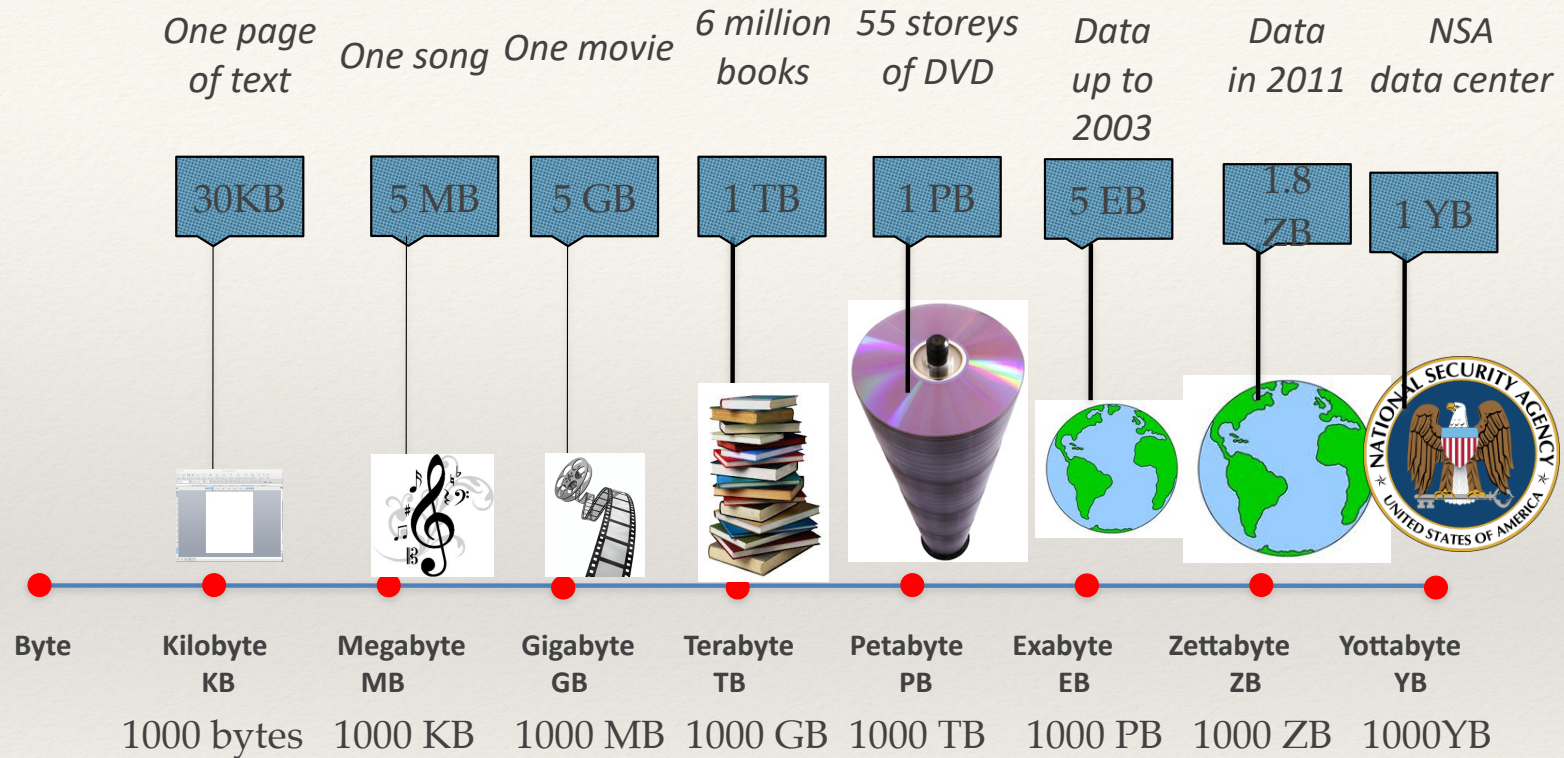 One page
of text
One song
One movie
6 million
books
55 storeys
of DVD
Data
up to
2003
Data
in 2011
NSA
data center
30KB
5 MB
5 GB
1 TB
1 PB
5 EB
1.8
ZB
1 YB
NATIONAL SECURITY AGENCY
UNITED STATES OF AMERICA
Byte
Kilobyte
KB
Megabyte
MB
Gigabyte
GB
Terabyte
TB
Petabyte
PB
Exabyte
EB
Zettabyte
ZB
Yottabyte
YB
1000 bytes
1000 KB
1000 MB
1000 GB
1000 TB
1000 PB
1000 ZB
1000YB